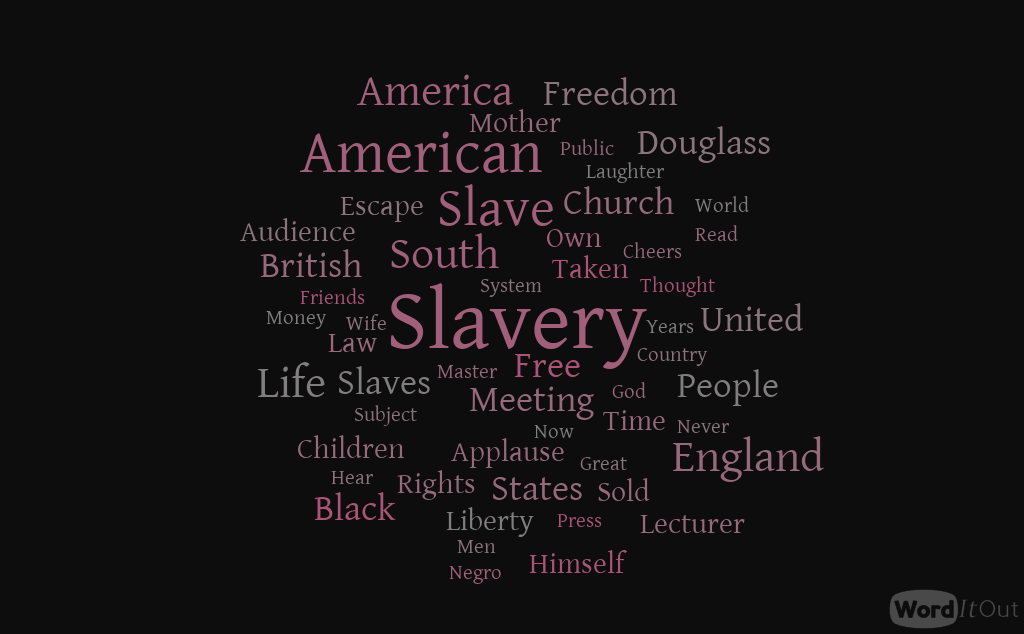 America Freedom
Mother
American Public Douglass
Laughter
Escape Slave Church World
Audience Own Read
British South Taken Cheers
System Thought
Friends
Money Wife Slavery Years United
Law Country
Life Slaves Master Free God People
Subject Meeting Time Never
Now
Children Applause Great England
Hear Rights States Sold
Black Liberty Press Lecturer
Men
Negro Himself
WordItOut